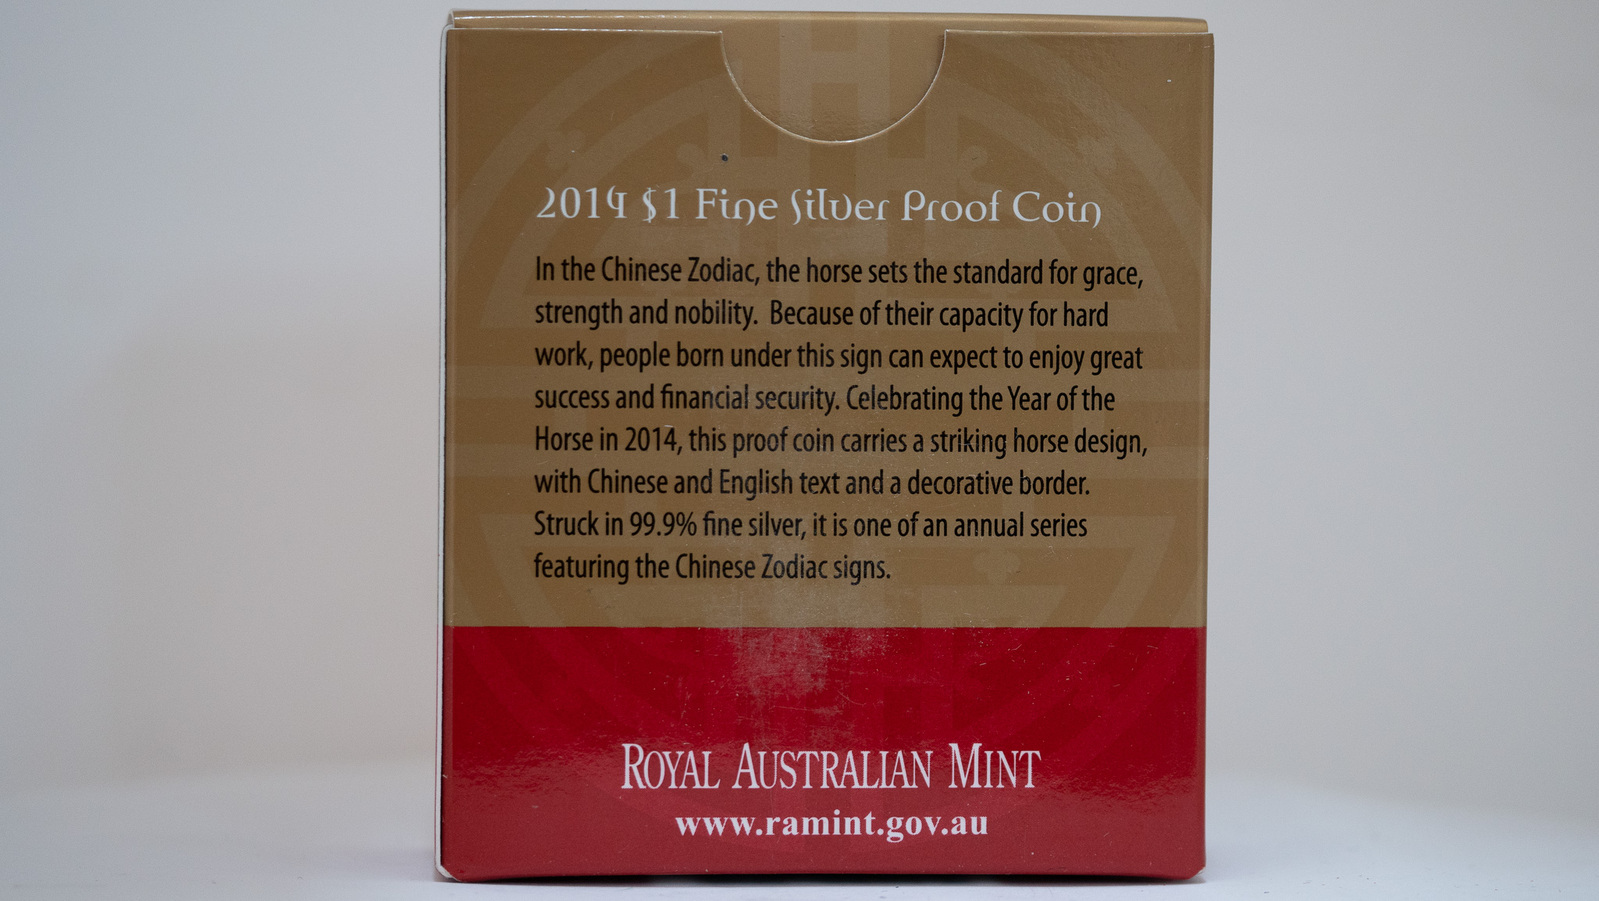 2014 $1 Fine Silver Proof Coin
In the Chinese Zodiac, the horse sets the standard for grace,
strength and nobility.  Because of their capacity for hard
work, people born under this sign can expect to enjoy great
success and financial security. Celebrating the Year of the
Horse in 2014, this proof coin carries a striking horse design,
with Chinese and English text and a decorative border.
Struck in 99.9% fine silver, it is one of an annual series
featuring the Chinese Zodiac signs.
ROYAL AUSTRALIAN MINT
www.ramint.gov.au